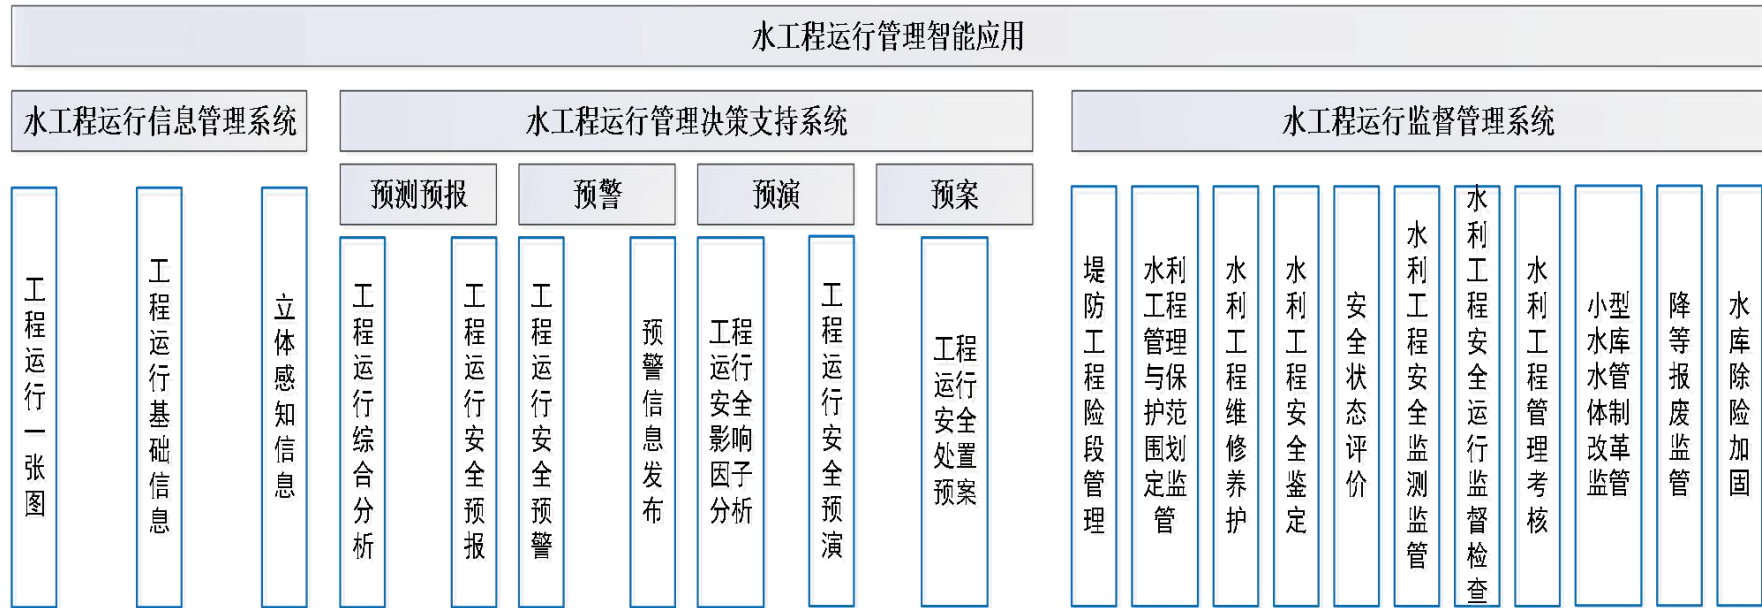 水工程运行管理智能应用
水工程运行信息管理系统
水工程运行管理决策支持系统
水工程运行监督管理系统
预测预报
预警
预演
预案
工程运行一张图
工程运行基础信息
立体感知信息
工程运行综合分析
工程运行安全预报
工程运行安全预警
预警信息发布
工程
运行
安全
影响
因子
分析
工程运行安全预演
工程
运行
安全
处置
预案
堤防工程险段管理
水利
工程
管理
与保
护范
围划
定监
管
水利工程维修养护
水利工程安全鉴定
安全状态评价
水利工程安全监测监管
水利工程安全运行监督检查
水利工程管理考核
小型
水库
水管
体制
改革
监管
降等报废监管
水库除险加固